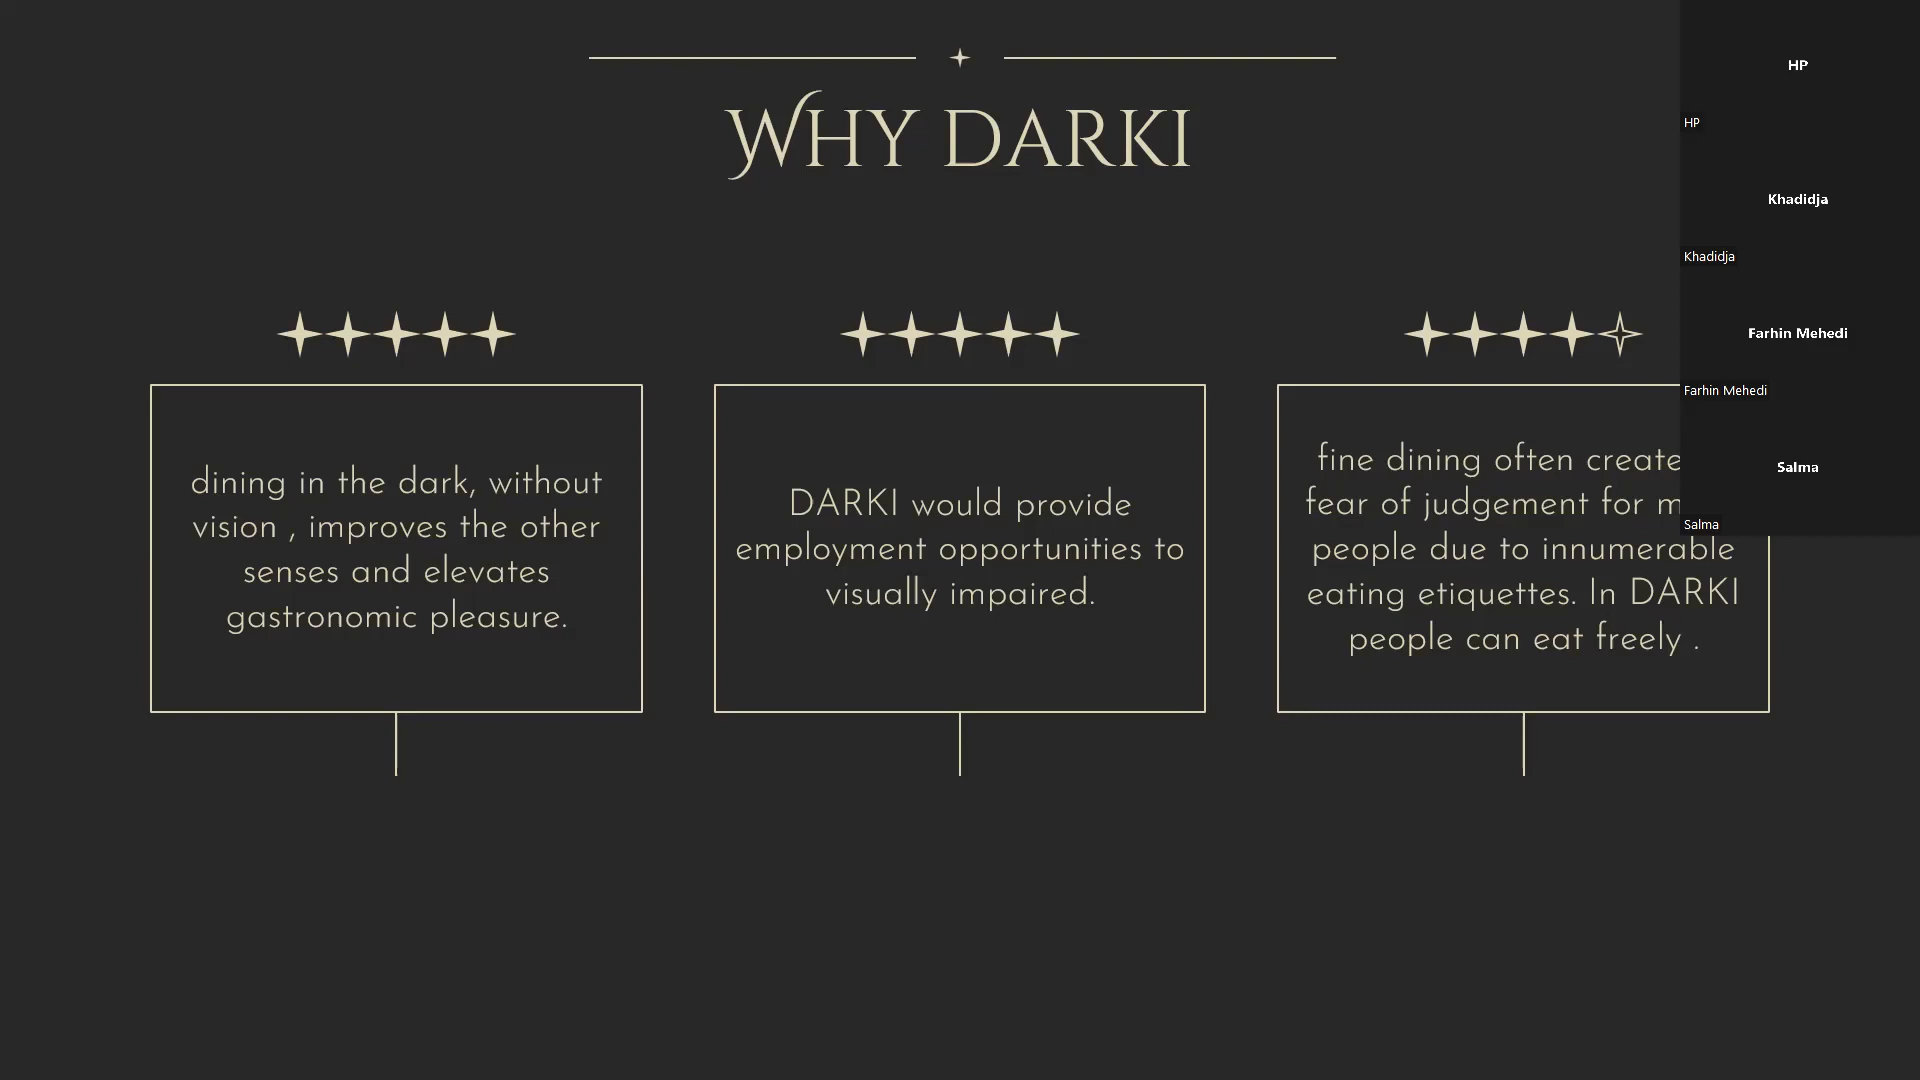 WHY DARKI
dining in the dark, without
vision , improves the other
senses and elevates
gastronomic pleasure.
DARKI would provide
employment opportunities to
visually impaired.
fine dining often create
fear of judgement for
people due to innumerable
eating etiquettes. In DARKI
people can eat freely .
HP
HP
Khadidja
Khadidja
Farhin Mehedi
Farhin Mehedi
Salma
Salma